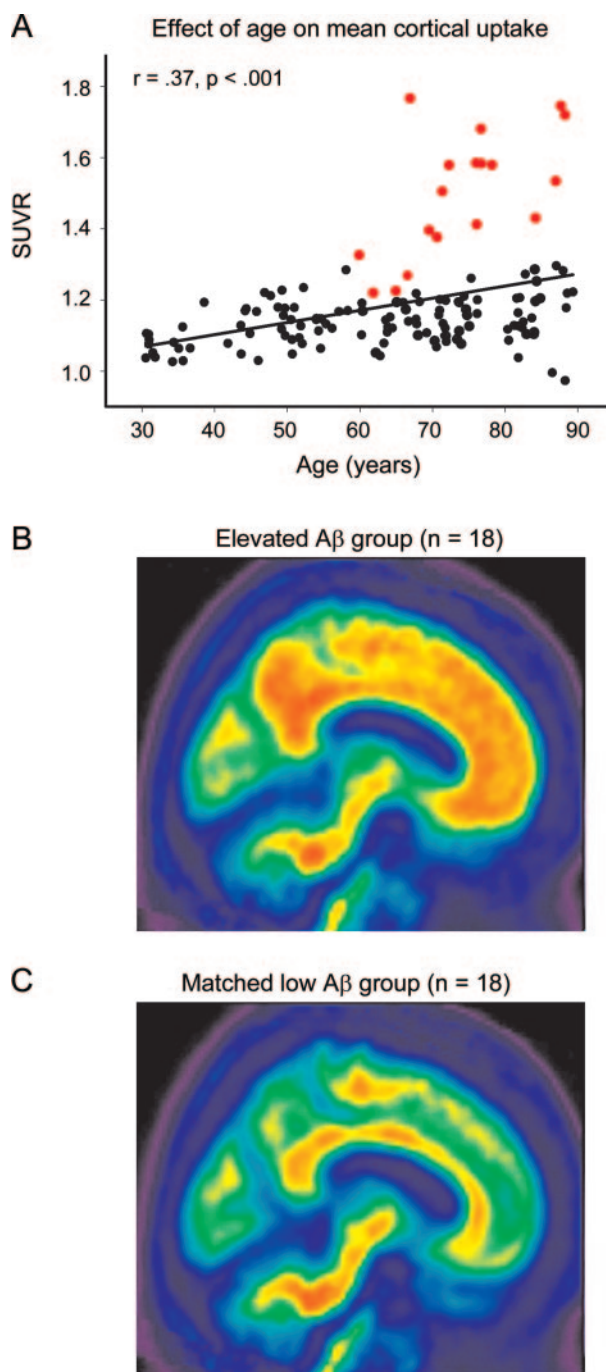 A
Effect of age on mean cortical uptake
r = .37, p < .001
1.8
1.6
1.4
1.2
1.0
SUVR
30 40 50 60 70 80 90
Age (years)
B
Elevated Aβ group (n = 18)
C
Matched low Aβ group (n = 18)